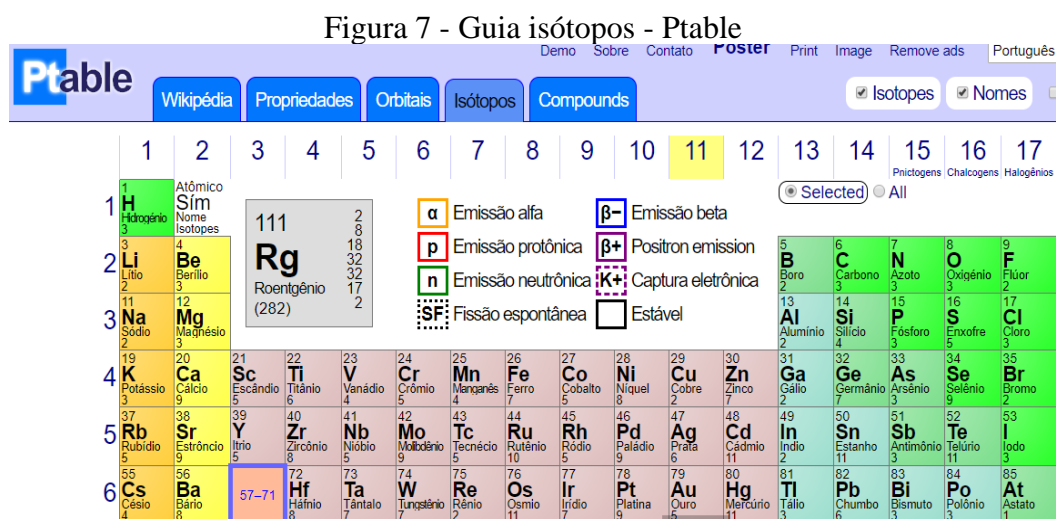 Figura 7 - Guia isótopos - Ptable
Demo Sobre Contato Poster Print Image Remove ads Português
Ptable
Wikipédia Propriedades Orbitais Isótopos Compounds
Isotopes Nomes
1 2 3 4 5 6 7 8 9 10 11 12 13 14 15 16 17
Pnictogens Chalcogens Halogênios
Selected All
1
1 H Hidrogénio 3
Atômico
Sím
Nome
Isotopes
111
Rg
Roentgênio
(282)
2
8
18
32
32
17
2
α Emissão alfa
β− Emissão beta
p Emissão protônica
β+ Positron emission
n Emissão neutrônica
K+ Captura eletrônica
SF Fissão espontânea
Estável
2
3 Li Lítio 2
4 Be Berílio 3
5 B Boro 2
6 C Carbono 3
7 N Azoto 2
8 O Oxigénio 3
9 F Flúor 2
3
11 Na Sódio 2
12 Mg Magnésio 3
13 Al Alumínio 2
14 Si Silício 4
15 P Fósforo 3
16 S Enxofre 5
17 Cl Cloro 3
4
19 K Potássio 3
20 Ca Cálcio 9
21 Sc Escândio 5
22 Ti Titânio 6
23 V Vanádio 4
24 Cr Crômio 5
25 Mn Manganês 4
26 Fe Ferro 7
27 Co Cobalto 5
28 Ni Níquel 8
29 Cu Cobre 4
30 Zn Zinco 7
31 Ga Gálio 2
32 Ge Germânio 7
33 As Arsênio 3
34 Se Selênio 9
35 Br Bromo 2
5
37 Rb Rubídio 5
38 Sr Estrôncio 9
39 Y Itrio 5
40 Zr Zircônio 8
41 Nb Nióbio 5
42 Mo Molibdênio 9
43 Tc Tecnécio 5
44 Ru Rutênio 10
45 Rh Ródio 5
46 Pd Paládio 9
47 Ag Prata 6
48 Cd Cádmio 11
49 In Indio 2
50 Sn Estanho 11
51 Sb Antimônio 3
52 Te Telúrio 11
53 I Iodo 3
6
55 Cs Césio 4
56 Ba Bário 8
57–71
72 Hf Háfnio 8
73 Ta Tântalo
74 W Tungstênio
75 Re Rênio 2
76 Os Osmio 11
77 Ir Irídio
78 Pt Platina 9
79 Au Ouro 5
80 Hg Mercúrio 11
81 Tl Tálio 3
82 Pb Chumbo 6
83 Bi Bismuto 5
84 Po Polônio 3
85 At Astato 1